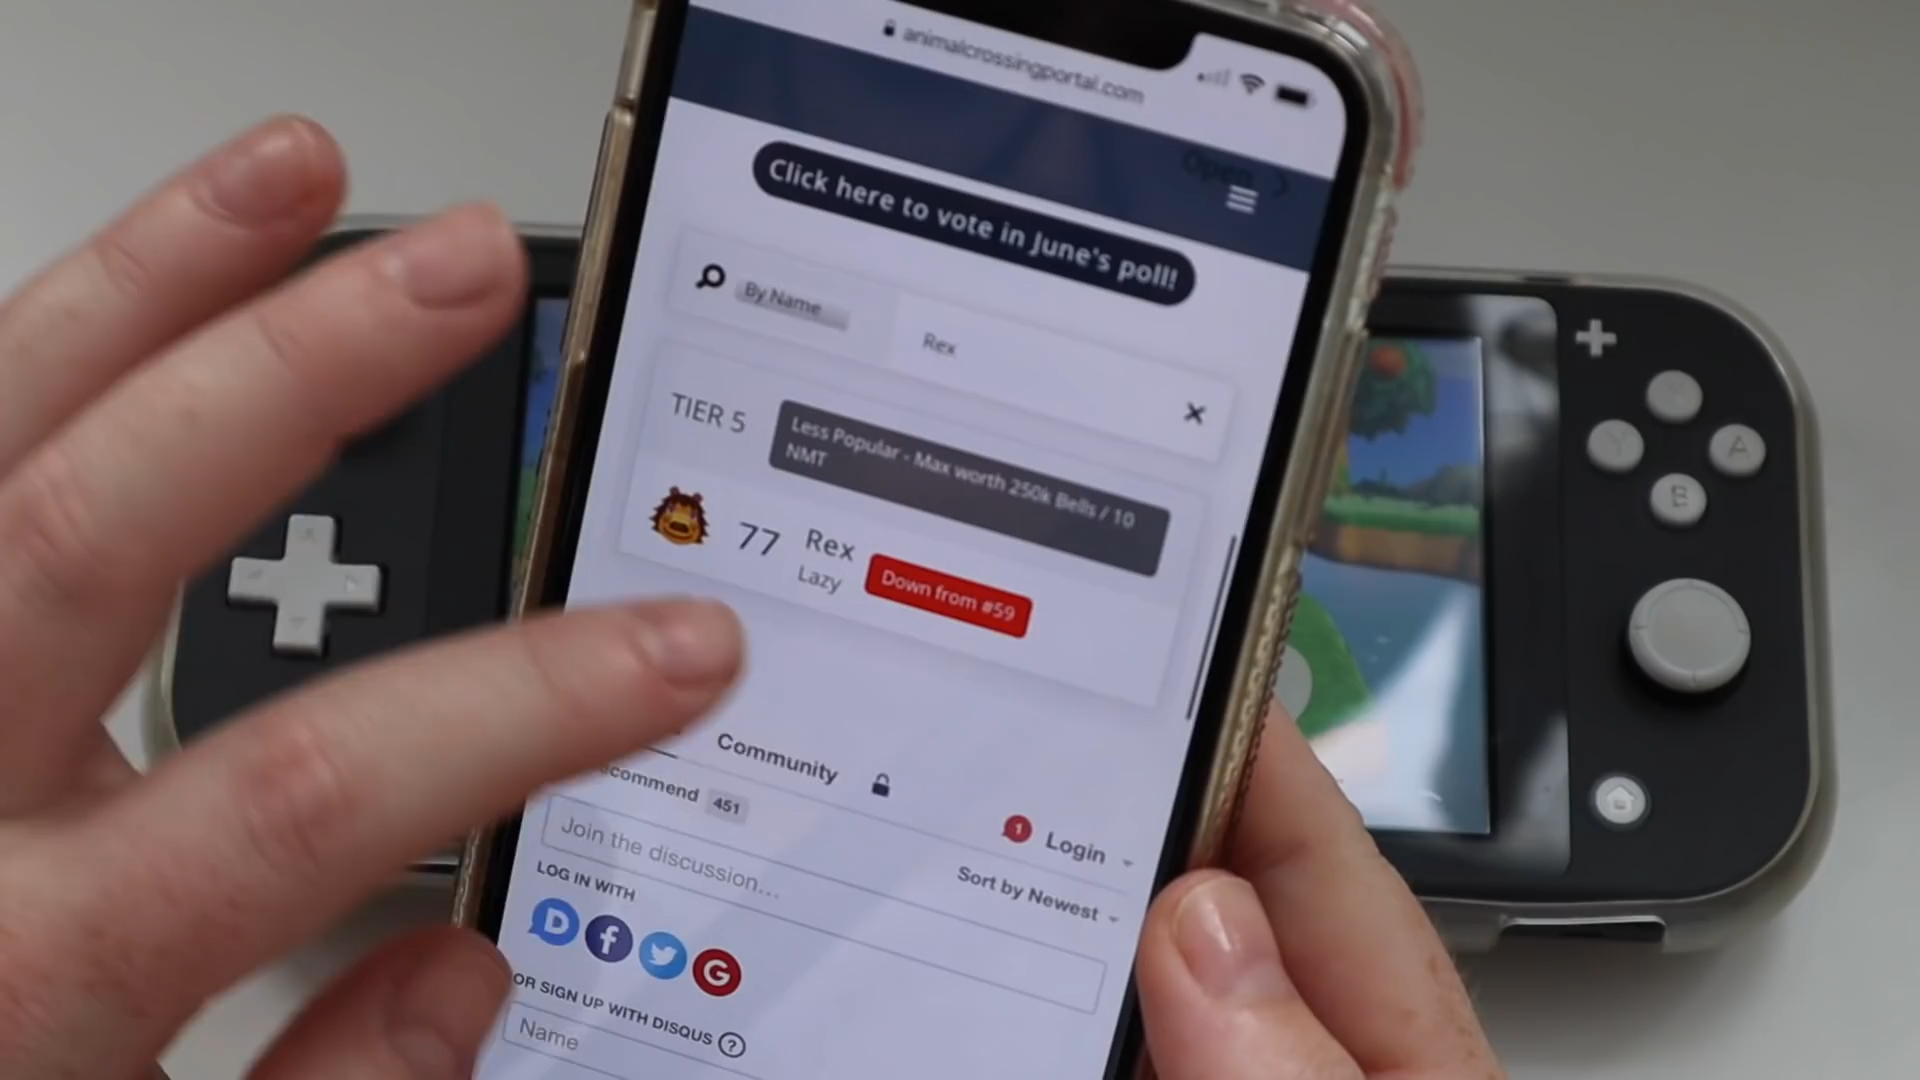 animalcrossingportal.com
Open
Click here to vote in June's poll!
By Name
Rex
TIER 5
Less Popular - Max worth 250k Bells / 10
NMT
77
Rex
Lazy
Down from #59
Community
1
Login
ecommend
451
Sort by Newest
Join the discussion...
LOG IN WITH
D
f
G
OR SIGN UP WITH DISQUS ?
Name
Y
A
B